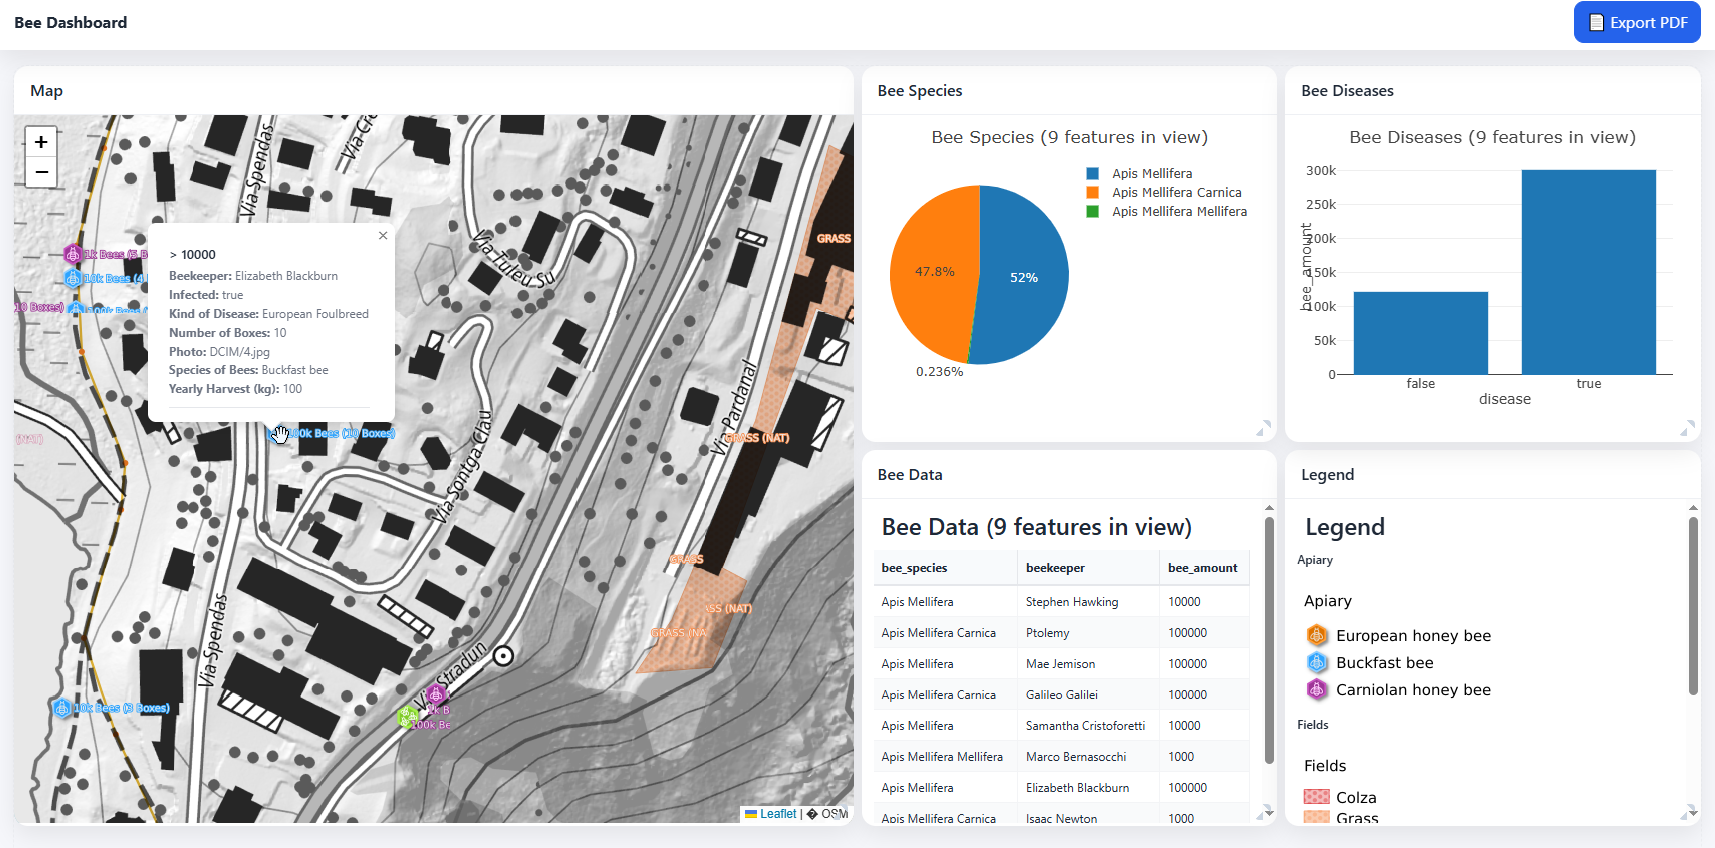 Bee Dashboard
Export PDF
Map
+
−
Via Spendas
> 10000
Beekeeper: Elizabeth Blackburn
Infected: true
Kind of Disease: European Foulbreed
Number of Boxes: 10
Photo: DCIM/4.jpg
Species of Bees: Buckfast bee
Yearly Harvest (kg): 100
1k Bees (5 B
10k Bees (4
10 Boxes)
100k Bees (10 Boxes)
(NAT)
Via Tuleu Su
Via Sontga Clau
Via Pardanal
Via Spendas
GRASS
GRASS (NAT)
GRASS
ASS (NAT)
GRASS (NA
10k Bees (3 Boxes)
Stradun
1k B
100k Be
Leaflet | � OSM
Bee Species
Bee Species (9 features in view)
Apis Mellifera
Apis Mellifera Carnica
Apis Mellifera Mellifera
47.8%
52%
0.236%
Bee Diseases
Bee Diseases (9 features in view)
300k
250k
200k
150k
100k
50k
0
bee_amount
false
true
disease
Bee Data
Bee Data (9 features in view)
bee_species beekeeper bee_amount
Apis Mellifera Stephen Hawking 10000
Apis Mellifera Carnica Ptolemy 100000
Apis Mellifera Mae Jemison 100000
Apis Mellifera Carnica Galileo Galilei 100000
Apis Mellifera Samantha Cristoforetti 10000
Apis Mellifera Mellifera Marco Bernasocchi 1000
Apis Mellifera Elizabeth Blackburn 100000
Apis Mellifera Carnica Isaac Newton 1000
Legend
Legend
Apiary
Apiary
European honey bee
Buckfast bee
Carniolan honey bee
Fields
Fields
Colza
Grass